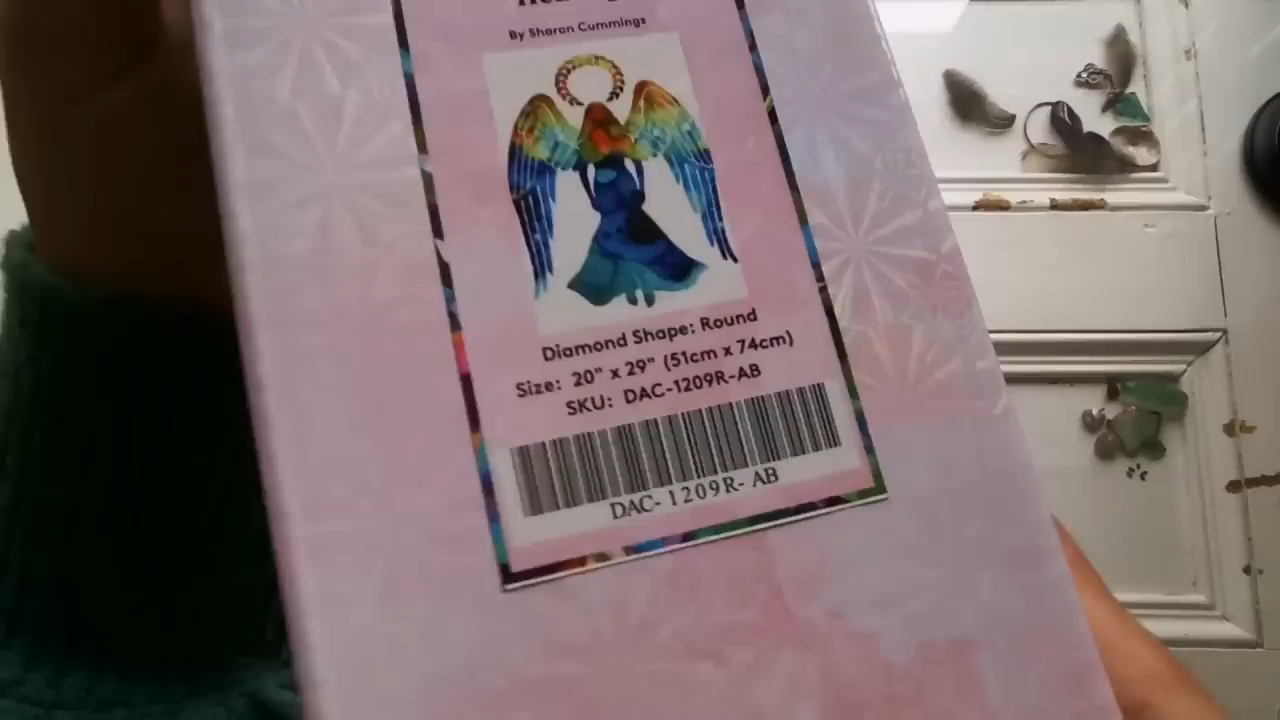 By Sharon Cummings
Diamond Shape: Round
Size: 20" x 29" (51cm x 74cm)
SKU: DAC-1209R-AB
DAC- 1209R- AB